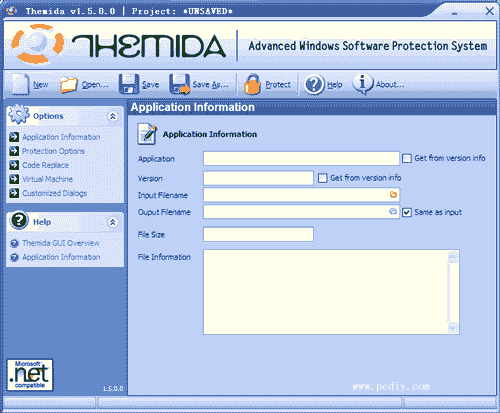 Themida v1.5.0.0 | Project: *UNSAVED*
THEMIDA
Advanced Windows Software Protection System
New Open... Save Save As... Protect Help About...
Options
Application Information
Protection Options
Code Replace
Virtual Machine
Customized Dialogs
Help
Themida GUI Overview
Application Information
Microsoft
.net
compatible
1.5.0.0
Application Information
Application Information
Application Get from version info
Version Get from version info
Input Filename
Ouput Filename Same as input
File Size
File Information
www.pediy.com